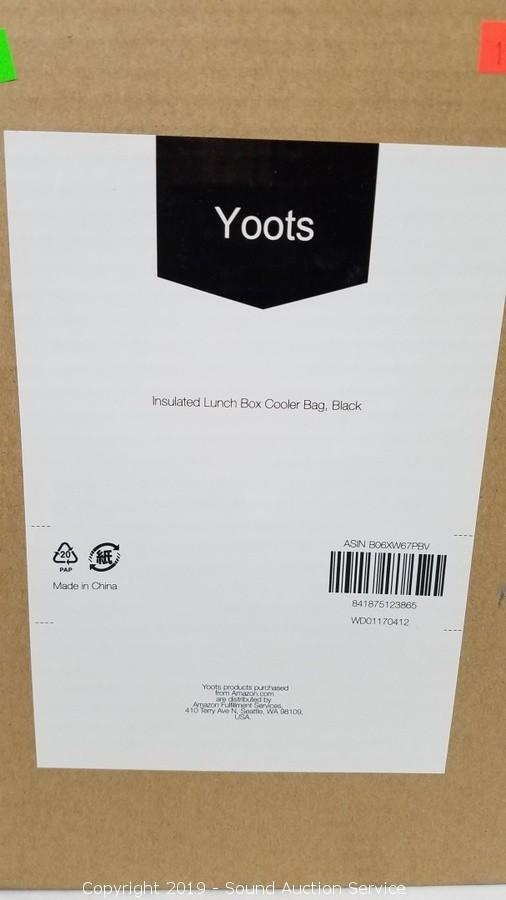 1
Yoots
Insulated Lunch Box Cooler Bag, Black
20
PAP
紙
Made in China
ASIN B06XW67PBV
841875123865
WD01170412
Yoots products purchased
from Amazon.com
are distributed by
Amazon Fulfillment Services,
410 Terry Ave N. Seattle, WA 98109,
USA.
Copyright 2019 - Sound Auction Service